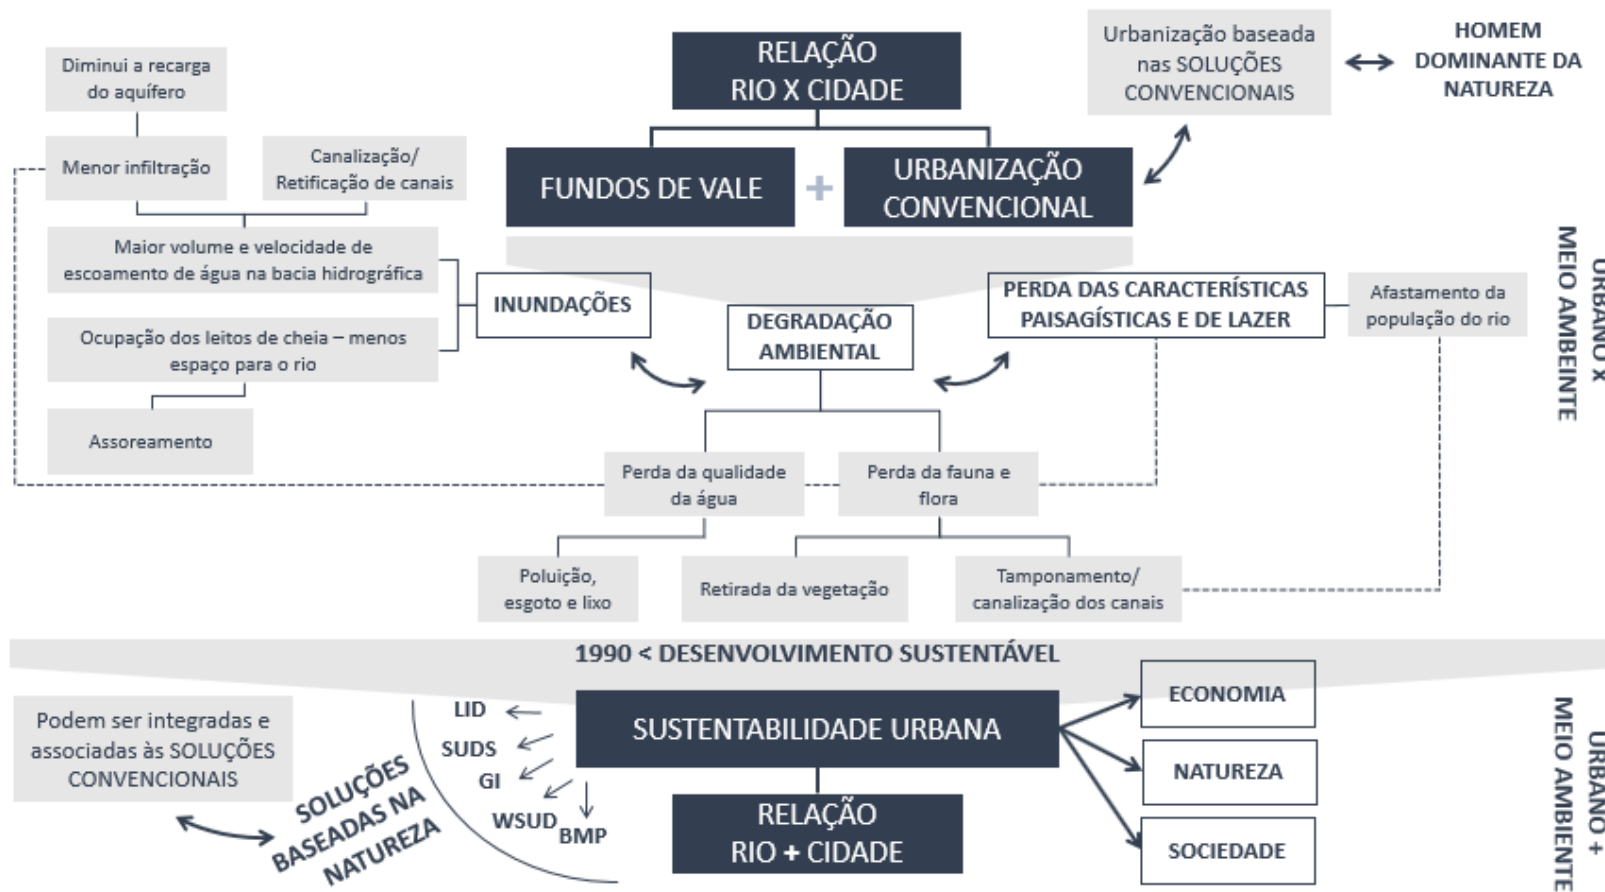 RELAÇÃO
RIO X CIDADE
Urbanização baseada
nas SOLUÇÕES
CONVENCIONAIS
HOMEM
DOMINANTE DA
NATUREZA
Diminui a recarga
do aquífero
Menor infiltração
Canalização/
Retificação de canais
FUNDOS DE VALE
+
URBANIZAÇÃO
CONVENCIONAL
Maior volume e velocidade de
escoamento de água na bacia hidrográfica
INUNDAÇÕES
DEGRADAÇÃO
AMBIENTAL
PERDA DAS CARACTERÍSTICAS
PAISAGÍSTICAS E DE LAZER
Afastamento da
população do rio
URBANO X
MEIO AMBEINTE
Ocupação dos leitos de cheia – menos
espaço para o rio
Assoreamento
Perda da qualidade
da água
Perda da fauna e
flora
Poluição,
esgoto e lixo
Retirada da vegetação
Tamponamento/
canalização dos canais
1990 < DESENVOLVIMENTO SUSTENTÁVEL
Podem ser integradas e
associadas às SOLUÇÕES
CONVENCIONAIS
SOLUÇÕES
BASEADAS NA
NATUREZA
LID
SUDS
GI
WSUD
BMP
SUSTENTABILIDADE URBANA
RELAÇÃO
RIO + CIDADE
ECONOMIA
NATUREZA
SOCIEDADE
URBANO +
MEIO AMBIENTE